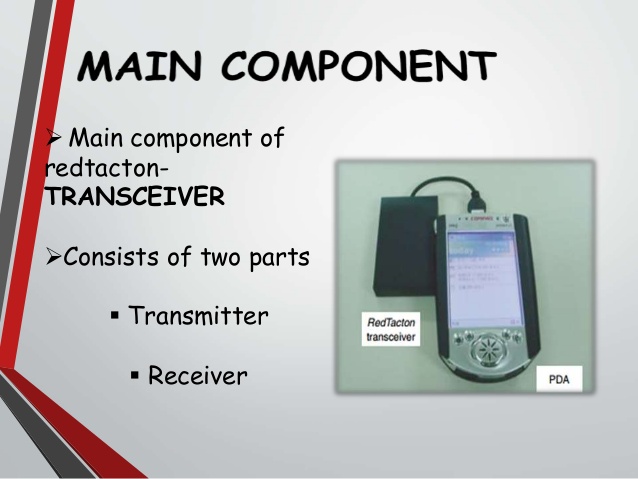 MAIN COMPONENT
➢ Main component of
redtacton-
TRANSCEIVER
➢Consists of two parts
▪ Transmitter
▪ Receiver
COMPAQ
RedTacton
transceiver
PDA